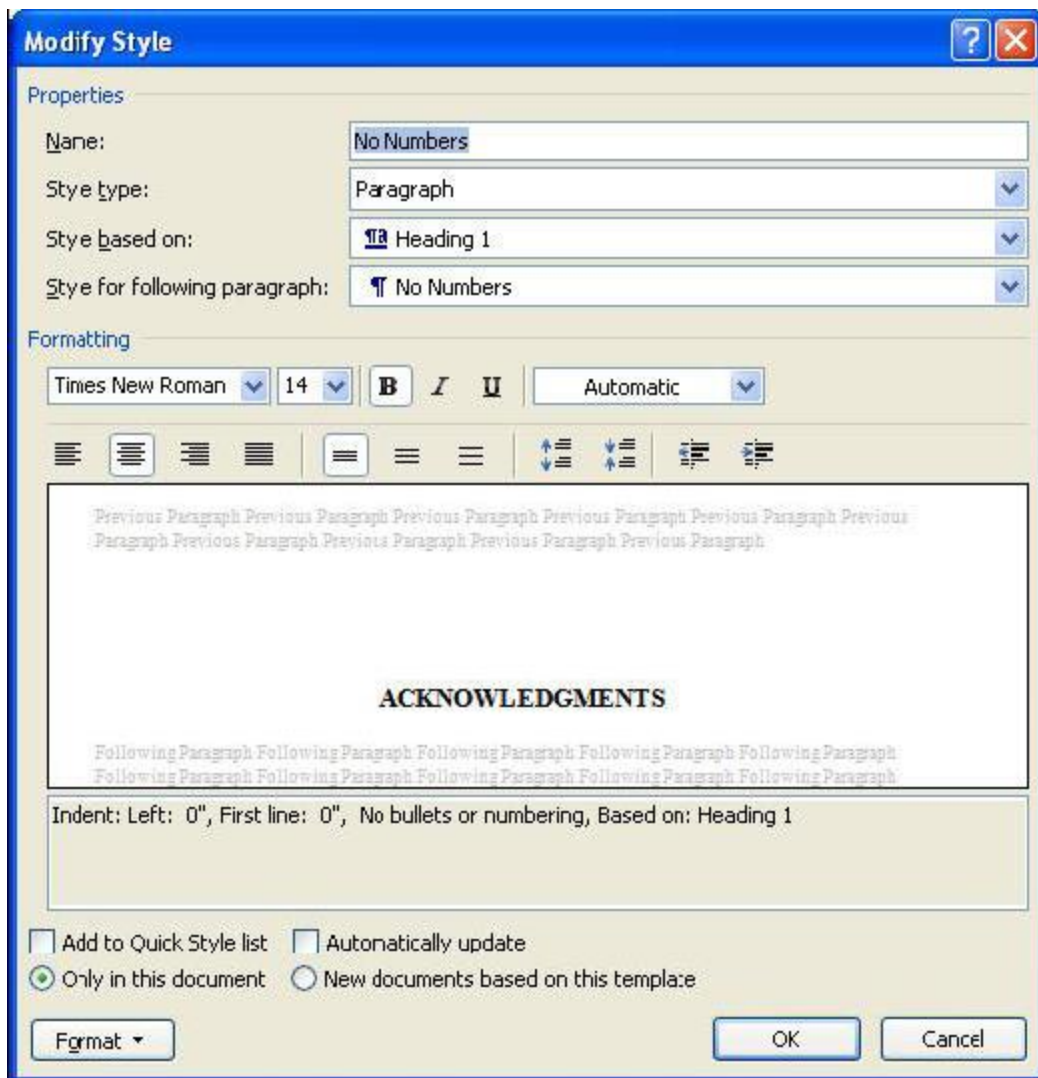 Modify Style
Properties
Name: No Numbers
Stye type: Paragraph
Stye based on: Heading 1
Stye for following paragraph: No Numbers
Formatting
Times New Roman 14 B I U Automatic
Previous Paragraph Previous Paragraph Previous Paragraph Previous Paragraph Previous Paragraph Previous
Paragraph Previous Paragraph Previous Paragraph Previous Paragraph Previous Paragraph
ACKNOWLEDGMENTS
Following Paragraph Following Paragraph Following Paragraph Following Paragraph Following Paragraph
Following Paragraph Following Paragraph Following Paragraph Following Paragraph Following Paragraph
Indent: Left: 0", First line: 0", No bullets or numbering, Based on: Heading 1
Add to Quick Style list Automatically update
Only in this document New documents based on this template
Format OK Cancel